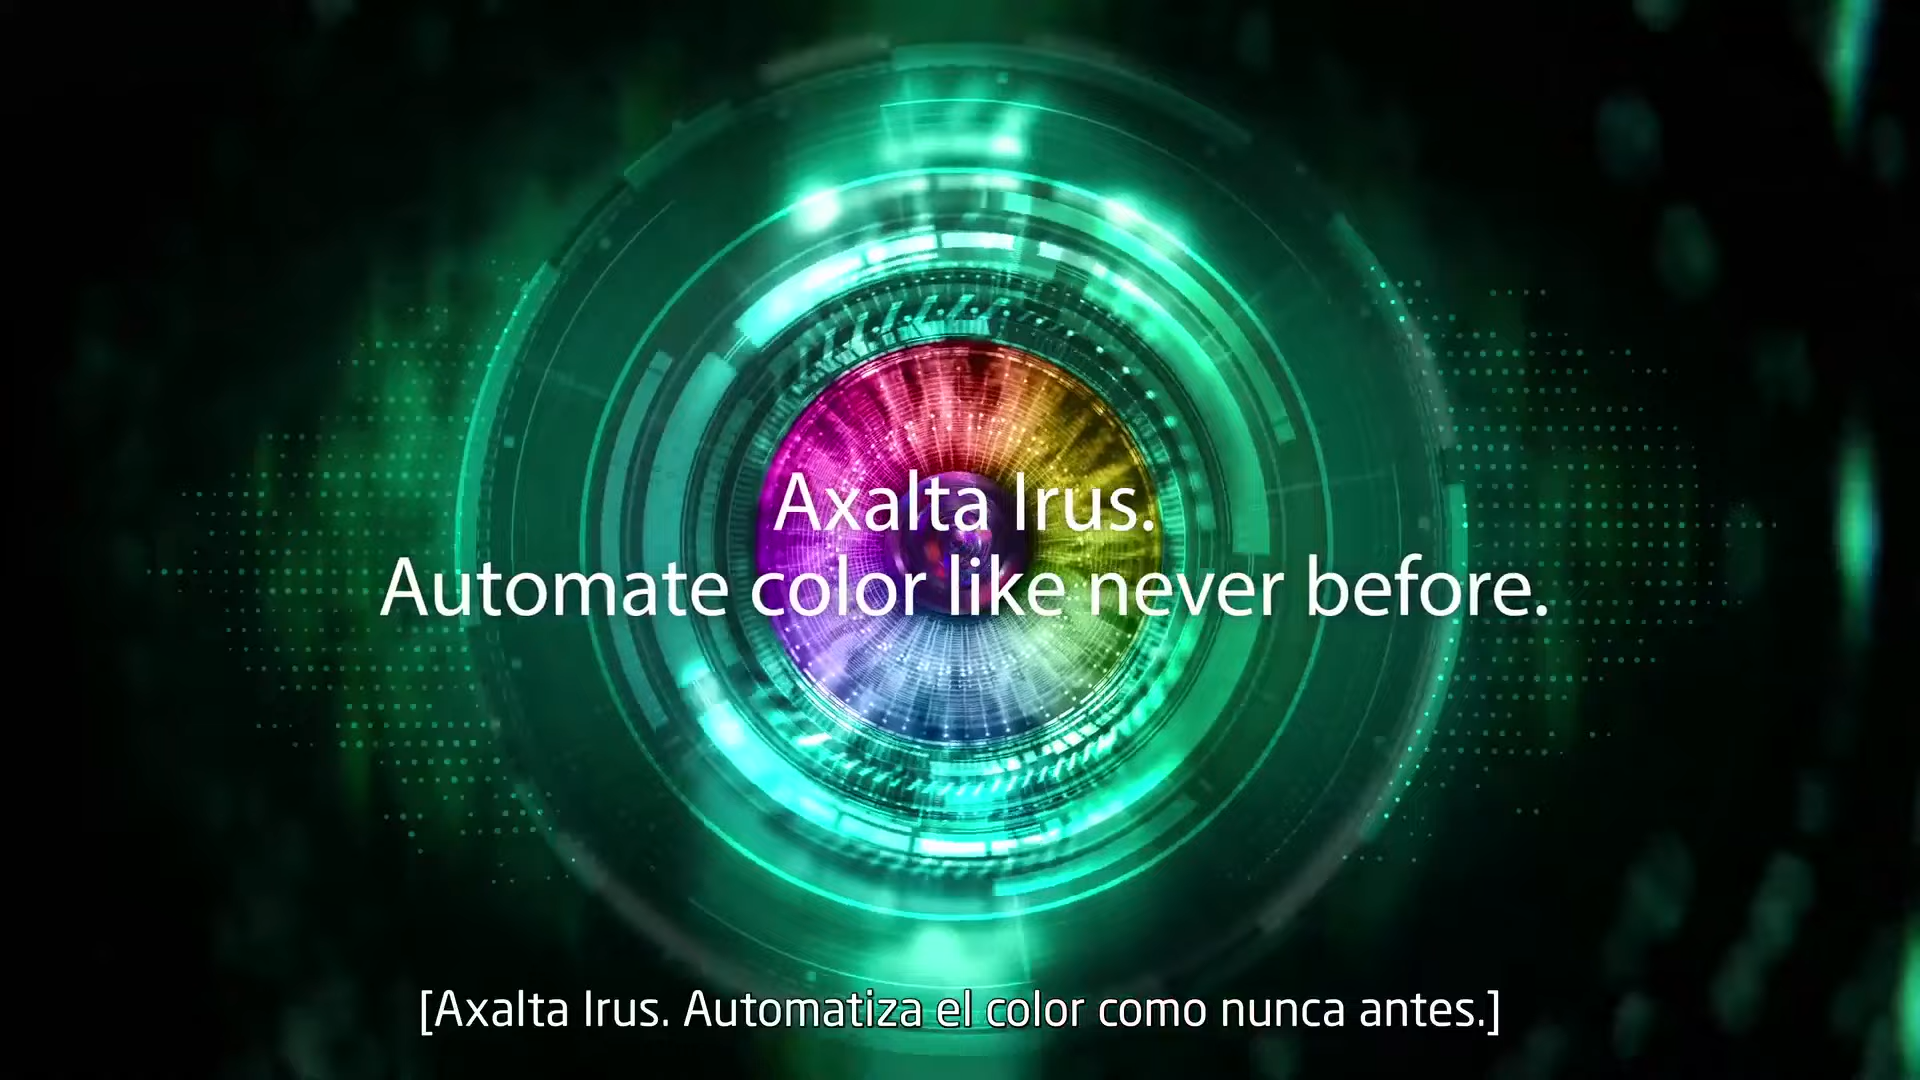 Axalta Irus.
Automate color like never before.
[Axalta Irus. Automatiza el color como nunca antes.]